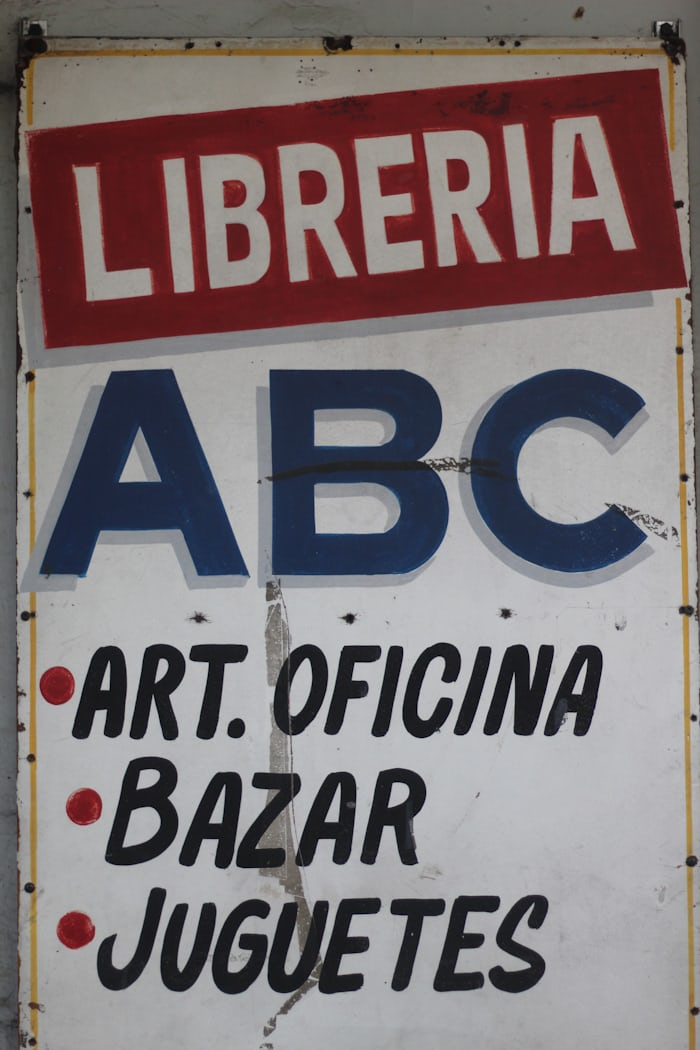 LIBRERIA
ABC
• ART. OFICINA
• BAZAR
• JUGUETES